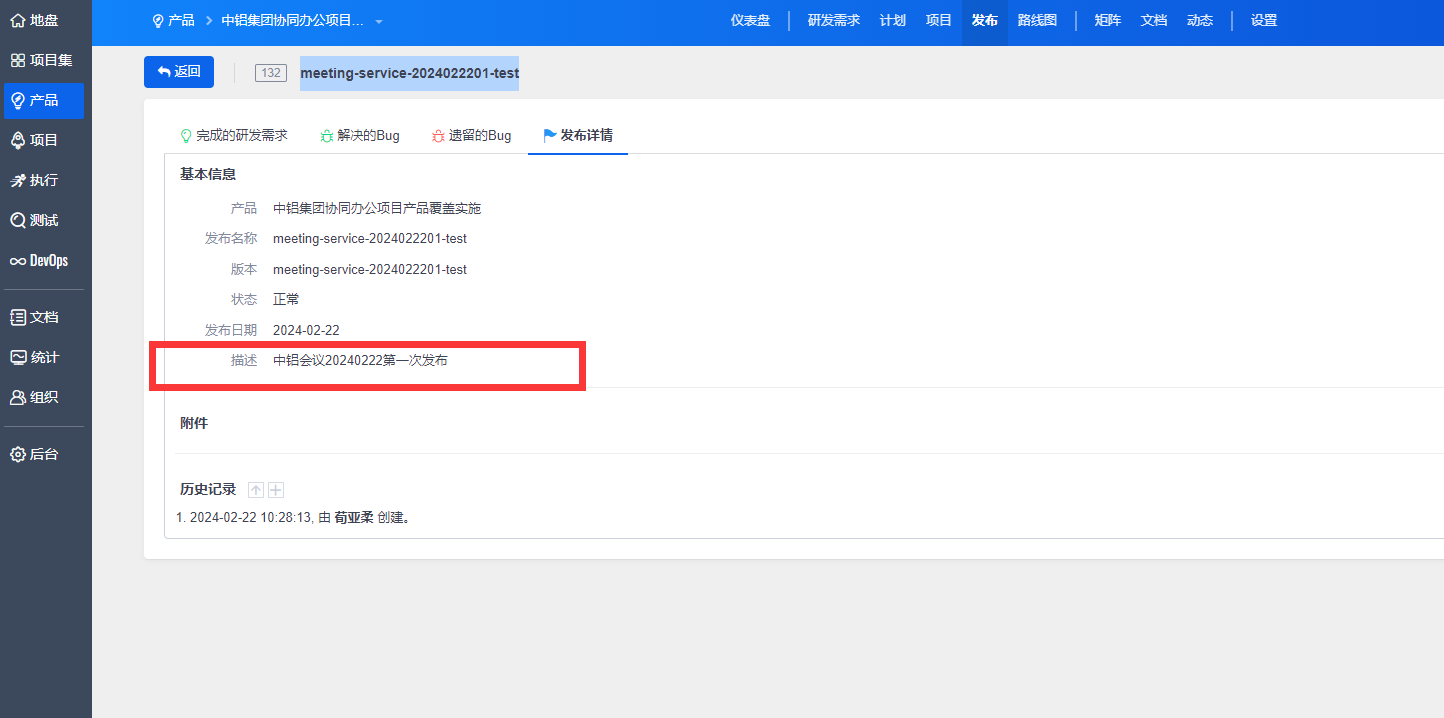 地盘
项目集
产品
项目
执行
测试
DevOps
文档
统计
组织
后台
产品
中铝集团协同办公项目...
仪表盘
研发需求
计划
项目
发布
路线图
矩阵
文档
动态
设置
返回
132
meeting-service-2024022201-test
完成的研发需求
解决的Bug
遗留的Bug
发布详情
基本信息
产品 中铝集团协同办公项目产品覆盖实施
发布名称 meeting-service-2024022201-test
版本 meeting-service-2024022201-test
状态 正常
发布日期 2024-02-22
描述 中铝会议20240222第一次发布
附件
历史记录
1. 2024-02-22 10:28:13, 由 荀亚柔 创建。